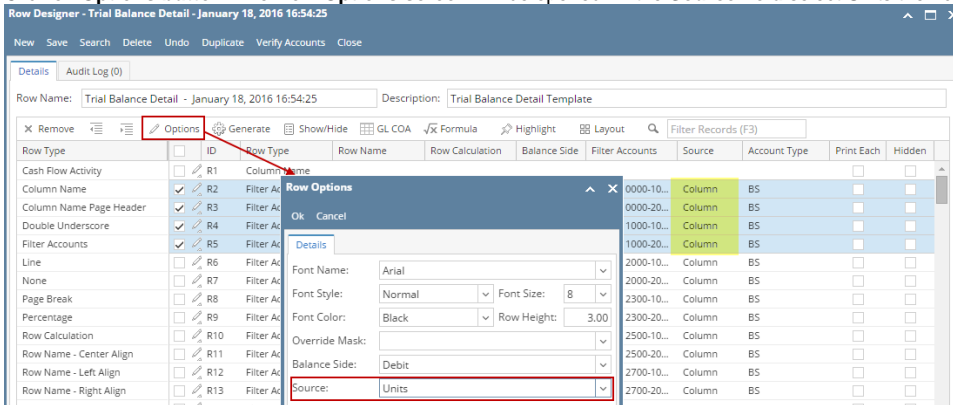 Row Designer - Trial Balance Detail - January 18, 2016 16:54:25
New Save Search Delete Undo Duplicate Verify Accounts Close
Details Audit Log (0)
Row Name: Trial Balance Detail - January 18, 2016 16:54:25 Description: Trial Balance Detail Template
Remove Options Generate Show/Hide GL COA Formula Highlight Layout Filter Records (F3)
Row Type ID Row Type Row Name Row Calculation Balance Side Filter Accounts Source Account Type Print Each Hidden
Cash Flow Activity R1 Column Name
Column Name R2 Filter Ac 0000-10... Column BS
Column Name Page Header R3 Filter Ac 0000-20... Column BS
Double Underscore R4 Filter Ac 1000-10... Column BS
Filter Accounts R5 Filter Ac 1000-20... Column BS
Line R6 Filter Ac 2000-10... Column BS
None R7 Filter Ac 2000-20... Column BS
Page Break R8 Filter Ac 2300-10... Column BS
Percentage R9 Filter Ac 2300-20... Column BS
Row Calculation R10 Filter Ac 2500-10... Column BS
Row Name - Center Align R11 Filter Ac 2500-20... Column BS
Row Name - Left Align R12 Filter Ac 2700-10... Column BS
Row Name - Right Align R13 Filter Ac 2700-20... Column BS
Row Options
Ok Cancel
Details
Font Name: Arial
Font Style: Normal Font Size: 8
Font Color: Black Row Height: 3.00
Override Mask:
Balance Side: Debit
Source: Units